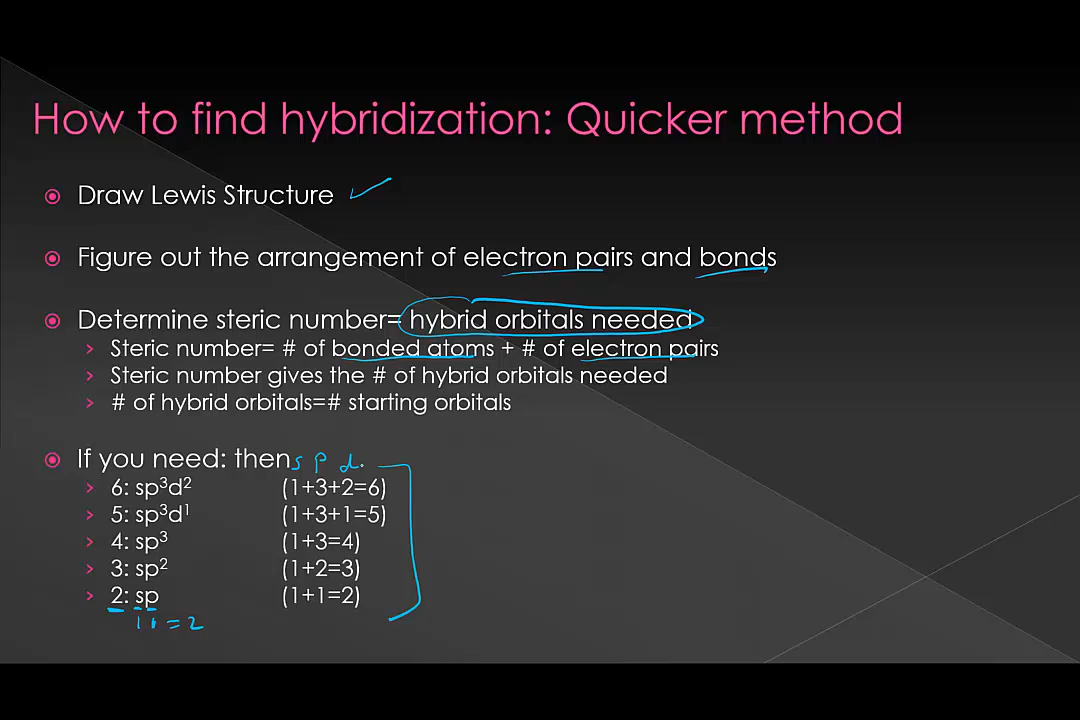 How to find hybridization: Quicker method
Draw Lewis Structure
Figure out the arrangement of electron pairs and bonds
Determine steric number= hybrid orbitals needed
Steric number= # of bonded atoms + # of electron pairs
Steric number gives the # of hybrid orbitals needed
# of hybrid orbitals=# starting orbitals
If you need: then s p d
6: sp³d² (1+3+2=6)
5: sp³d¹ (1+3+1=5)
4: sp³ (1+3=4)
3: sp² (1+2=3)
2: sp (1+1=2)
1 1 = 2